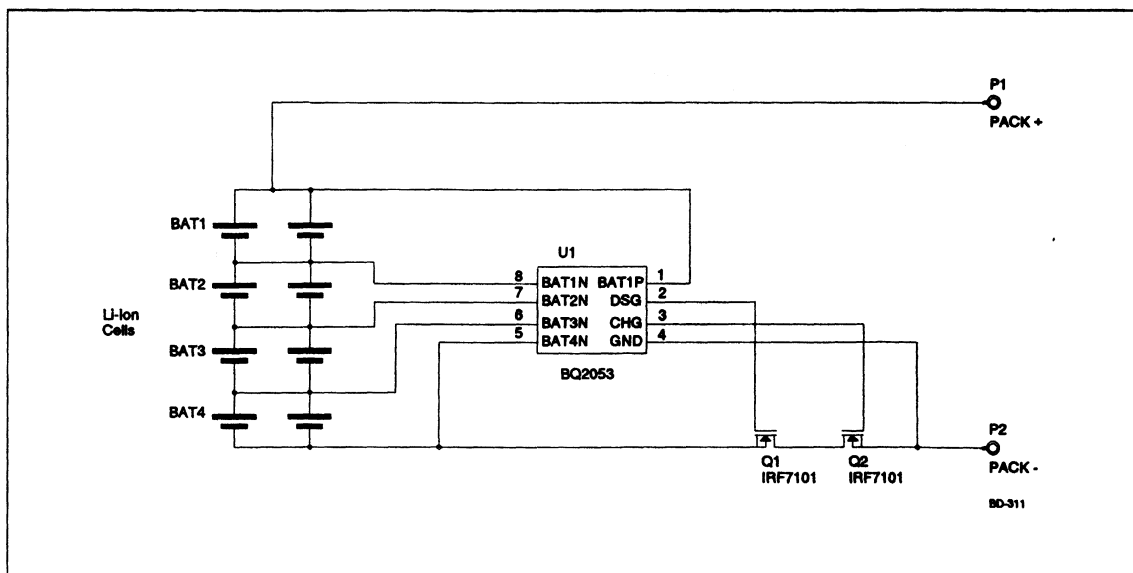 P1
PACK +
BAT1
U1
8 BAT1N BAT1P 1
BAT2
7 BAT2N DSG 2
Li-Ion
Cells
6 BAT3N CHG 3
5 BAT4N GND 4
BAT3
BQ2053
BAT4
P2
Q1
Q2
PACK -
IRF7101
IRF7101
BD-311